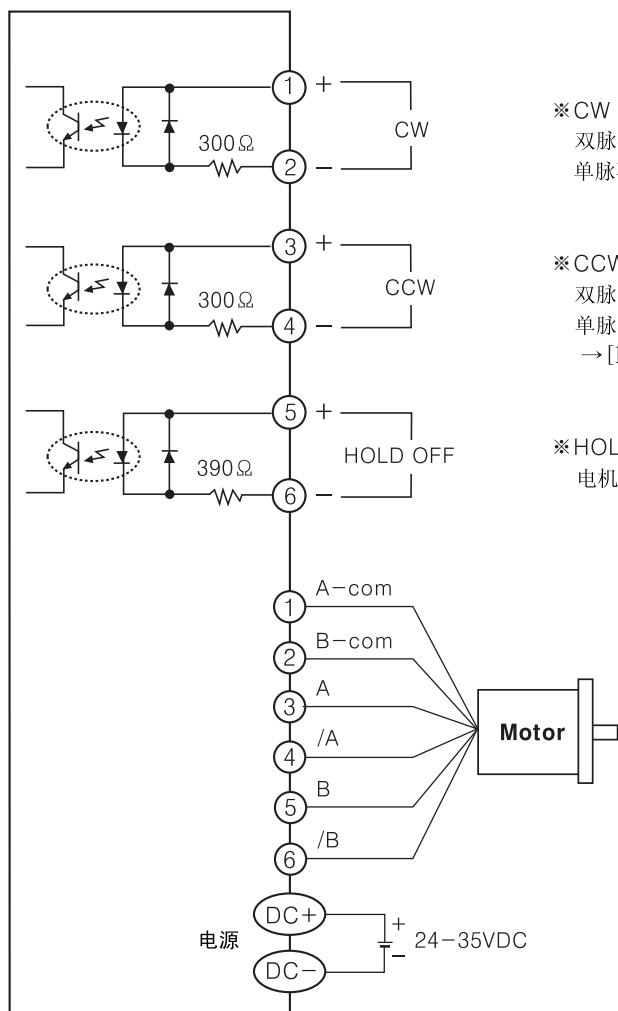 ① +
CW
300Ω
② −
※CW
双脉
单脉
③ +
CCW
300Ω
④ −
※CCW
双脉
单脉
→[
⑤ +
HOLD OFF
390Ω
⑥ −
※HOL
电机
① A-com
② B-com
③ A
④ /A
⑤ B
⑥ /B
Motor
电源
DC+
DC-
+
−
24-35VDC